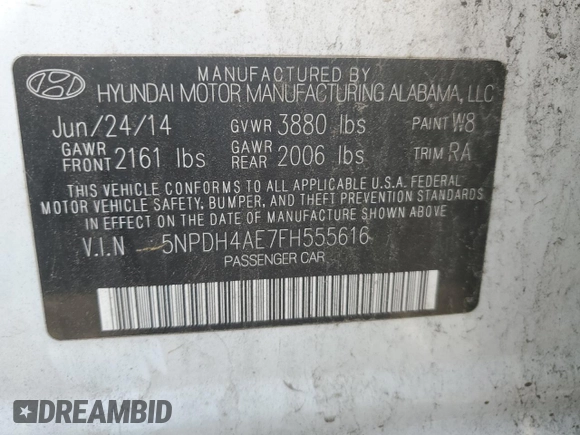 MANUFACTURED BY
HYUNDAI MOTOR MANUFACTURING ALABAMA, LLC
Jun/24/14 GVWR 3880 lbs PAINT W8
GAWR FRONT 2161 lbs GAWR REAR 2006 lbs TRIM RA
THIS VEHICLE CONFORMS TO ALL APPLICABLE U.S.A. FEDERAL
MOTOR VEHICLE SAFETY, BUMPER, AND THEFT PREVENTION STANDARDS
IN EFFECT ON THE DATE OF MANUFACTURE SHOWN ABOVE.
V.I.N 5NPDH4AE7FH555616
PASSENGER CAR
DREAMBID